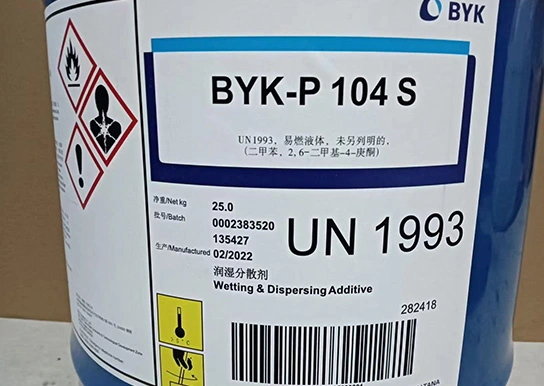 BYK
BYK-P 104 S
UN1993, 易燃液体, 未另列明的,
(二甲苯, 2,6-二甲基-4-庚酮)
净重/Net kg 25.0
批号/Batch 0002383520
135427
生产/Manufactured 02/2022
UN 1993
润湿分散剂
Wetting & Dispersing Additive
282418